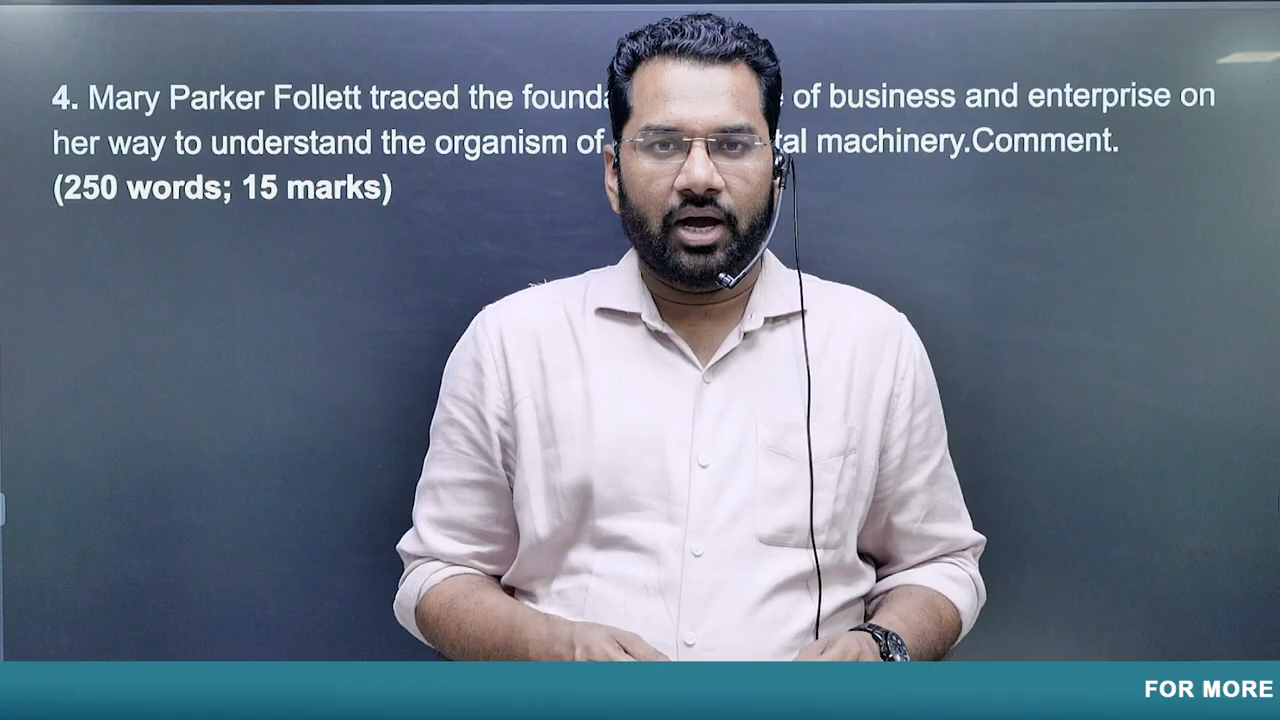 4. Mary Parker Follett traced the of business and enterprise on
her way to understand the organism of machinery.Comment.
(250 words; 15 marks)
FOR MORE